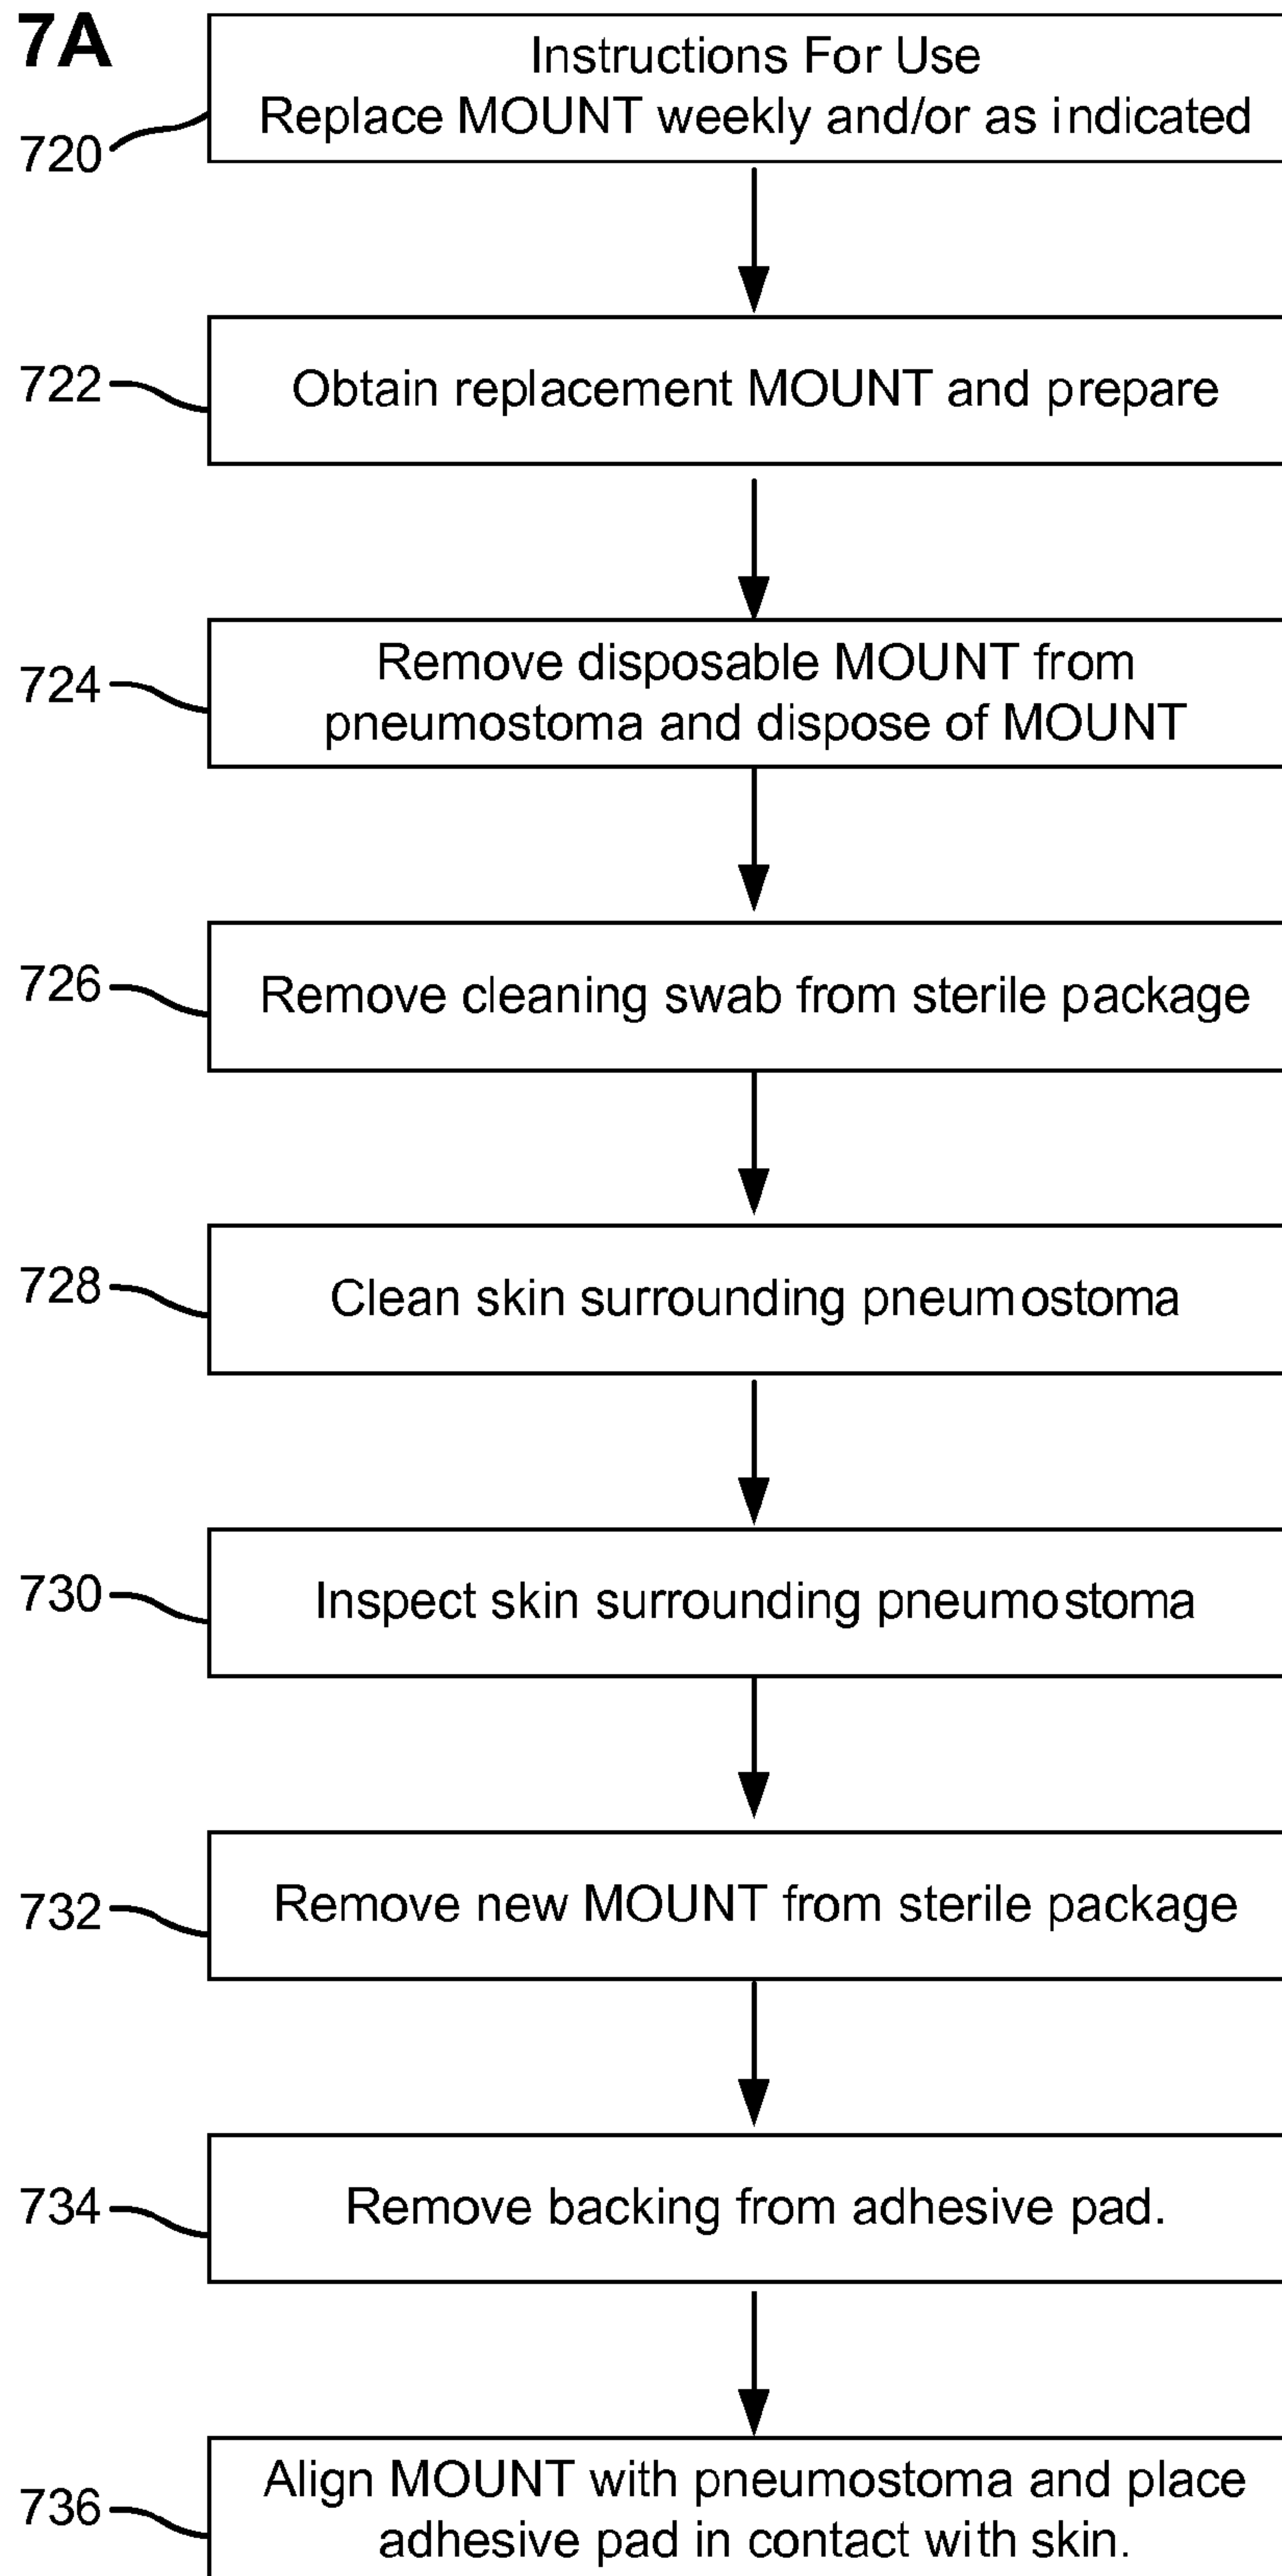 7A
Instructions For Use
Replace MOUNT weekly and/or as indicated
720
722
Obtain replacement MOUNT and prepare
724
Remove disposable MOUNT from
pneumostoma and dispose of MOUNT
726
Remove cleaning swab from sterile package
728
Clean skin surrounding pneumostoma
730
Inspect skin surrounding pneumostoma
732
Remove new MOUNT from sterile package
734
Remove backing from adhesive pad.
736
Align MOUNT with pneumostoma and place
adhesive pad in contact with skin.